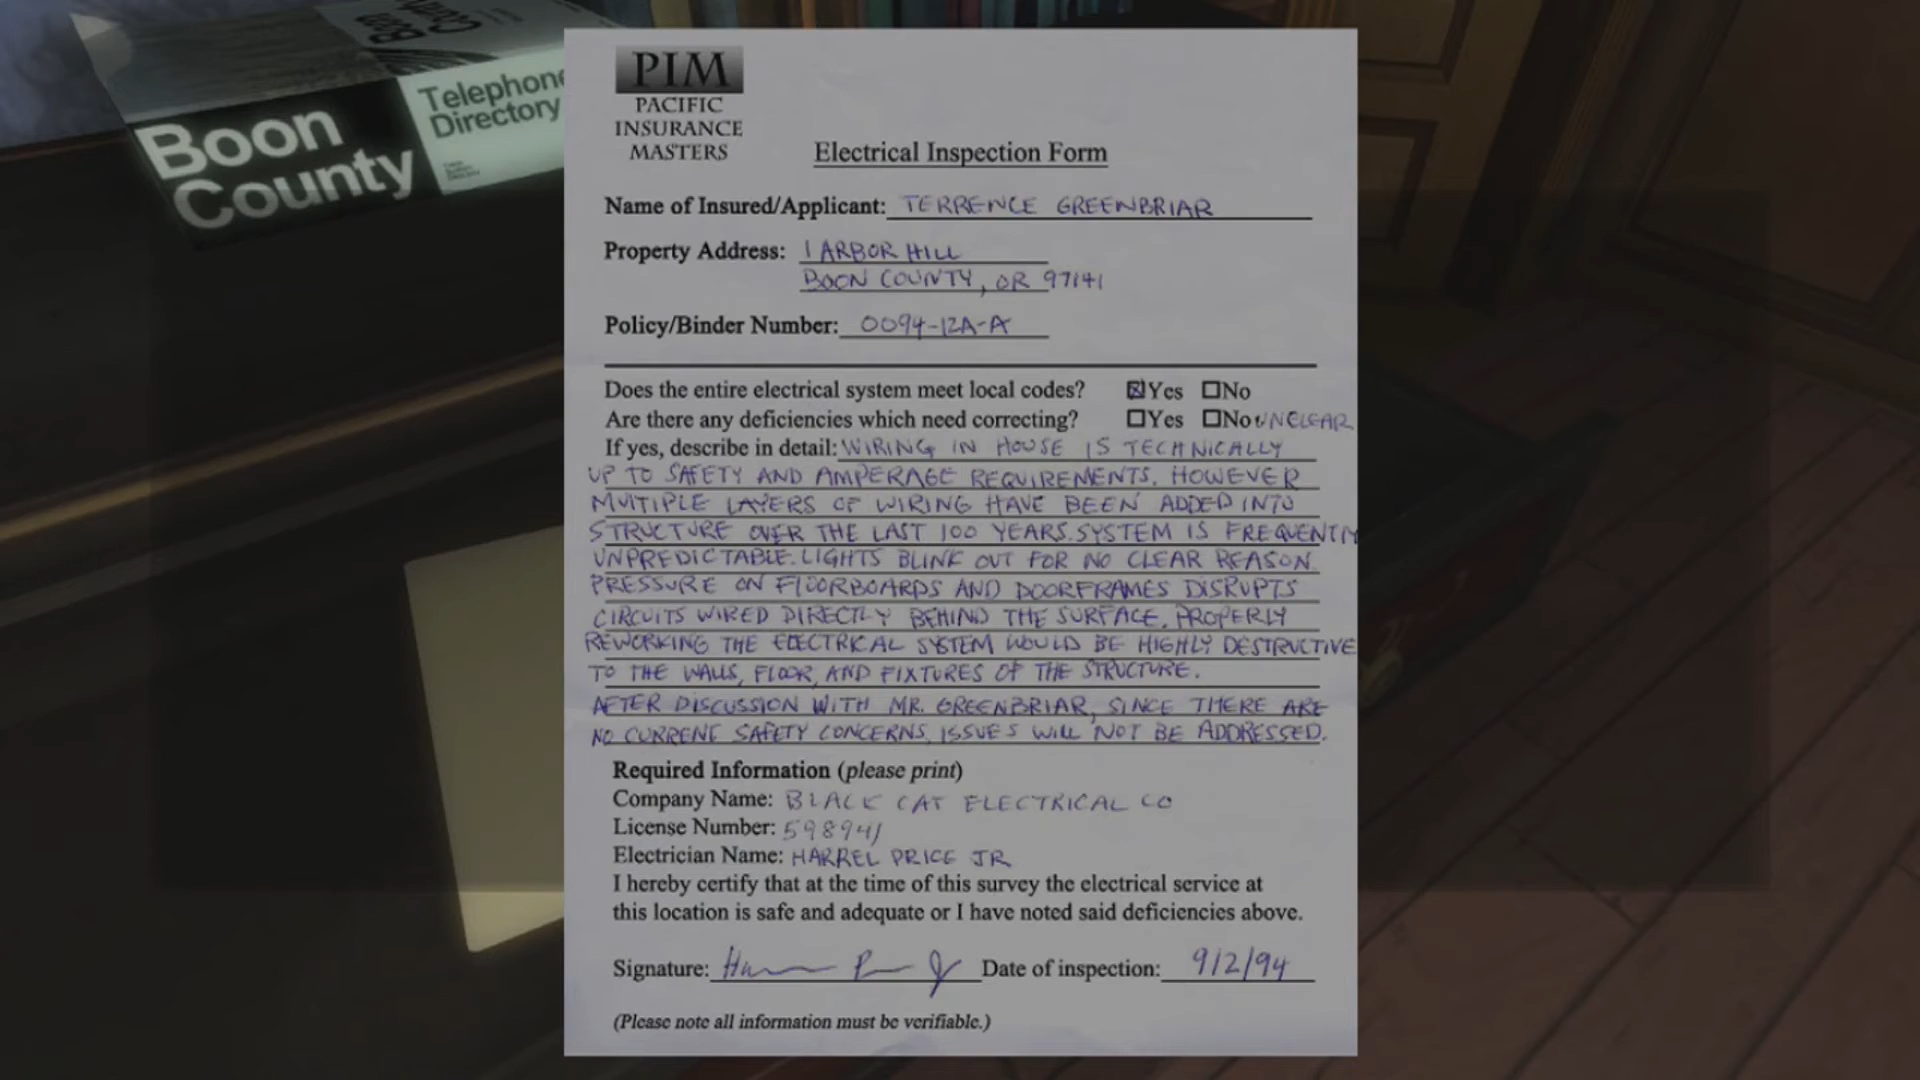 Boon
County
Telephone
Directory
PIM
PACIFIC
INSURANCE
MASTERS
Electrical Inspection Form
Name of Insured/Applicant: TERRENCE GREENBRIAR
Property Address: 1 ARBOR HILL
BOON COUNTY, OR 97141
Policy/Binder Number: 0094-12A-A
Does the entire electrical system meet local codes? ☒Yes ☐No
Are there any deficiencies which need correcting? ☐Yes ☐No UNCLEAR
If yes, describe in detail: WIRING IN HOUSE IS TECHNICALLY
UP TO SAFETY AND AMPERAGE REQUIREMENTS. HOWEVER
MULTIPLE LAYERS OF WIRING HAVE BEEN ADDED INTO
STRUCTURE OVER THE LAST 100 YEARS. SYSTEM IS FREQUENTLY
UNPREDICTABLE. LIGHTS BLINK OUT FOR NO CLEAR REASON.
PRESSURE ON FLOORBOARDS AND DOORFRAMES DISRUPTS
CIRCUITS WIRED DIRECTLY BEHIND THE SURFACE. PROPERLY
REWORKING THE ELECTRICAL SYSTEM WOULD BE HIGHLY DESTRUCTIVE
TO THE WALLS, FLOOR, AND FIXTURES OF THE STRUCTURE.
AFTER DISCUSSION WITH MR. GREENBRIAR, SINCE THERE ARE
NO CURRENT SAFETY CONCERNS, ISSUES WILL NOT BE ADDRESSED.
Required Information (please print)
Company Name: BLACK CAT ELECTRICAL CO
License Number: 598941
Electrician Name: HARREL PRICE JR
I hereby certify that at the time of this survey the electrical service at
this location is safe and adequate or I have noted said deficiencies above.
Signature: Date of inspection: 9/2/94
(Please note all information must be verifiable.)